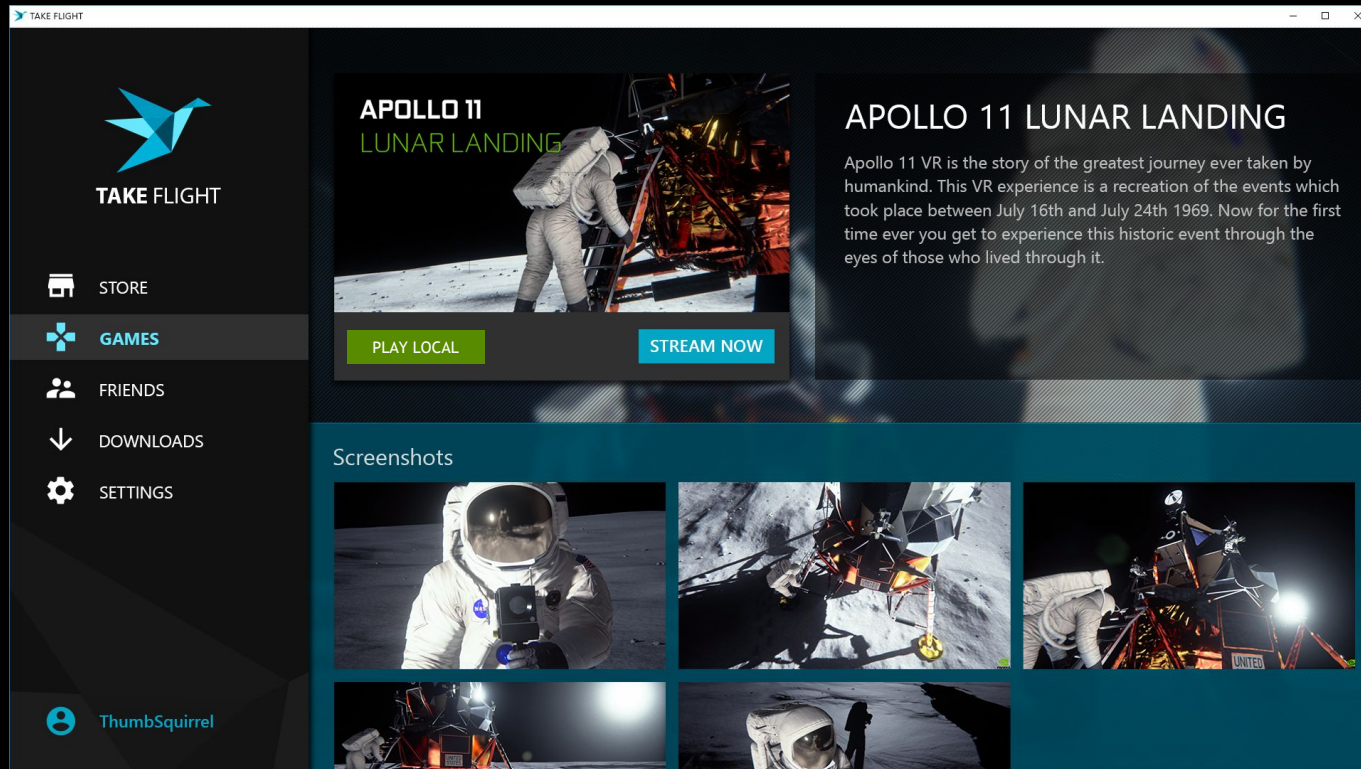 TAKE FLIGHT
TAKE FLIGHT
STORE
GAMES
FRIENDS
DOWNLOADS
SETTINGS
ThumbSquirrel
APOLLO 11
LUNAR LANDING
PLAY LOCAL
STREAM NOW
APOLLO 11 LUNAR LANDING
Apollo 11 VR is the story of the greatest journey ever taken by
humankind. This VR experience is a recreation of the events which
took place between July 16th and July 24th 1969. Now for the first
time ever you get to experience this historic event through the
eyes of those who lived through it.
Screenshots
UNITED